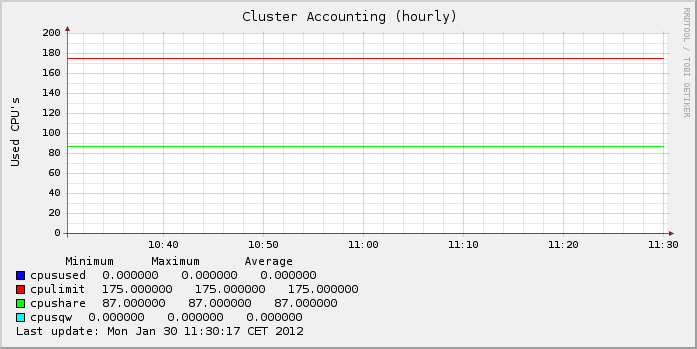 Cluster Accounting (hourly)
RRDTOOL / TOBI OETIKER
Used CPU's
200
180
160
140
120
100
80
60
40
20
0
10:40 10:50 11:00 11:10 11:20 11:30
Minimum Maximum Average
cpusused 0.000000 0.000000 0.000000
cpulimit 175.000000 175.000000 175.000000
cpushare 87.000000 87.000000 87.000000
cpusqw 0.000000 0.000000 0.000000
Last update: Mon Jan 30 11:30:17 CET 2012